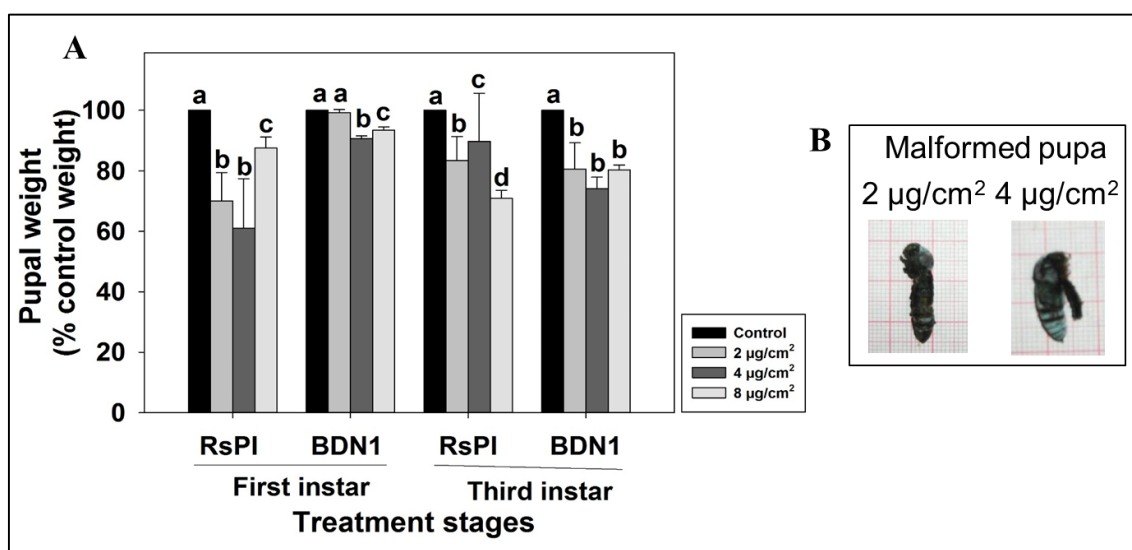 A
Pupal weight
(% control weight)
100
80
60
40
20
0
a
b
b
c
a
a
b
c
a
b
c
d
a
b
b
b
RsPI
BDN1
RsPI
BDN1
First instar
Third instar
Treatment stages
Control
2 µg/cm²
4 µg/cm²
8 µg/cm²
B
Malformed pupa
2 µg/cm² 4 µg/cm²